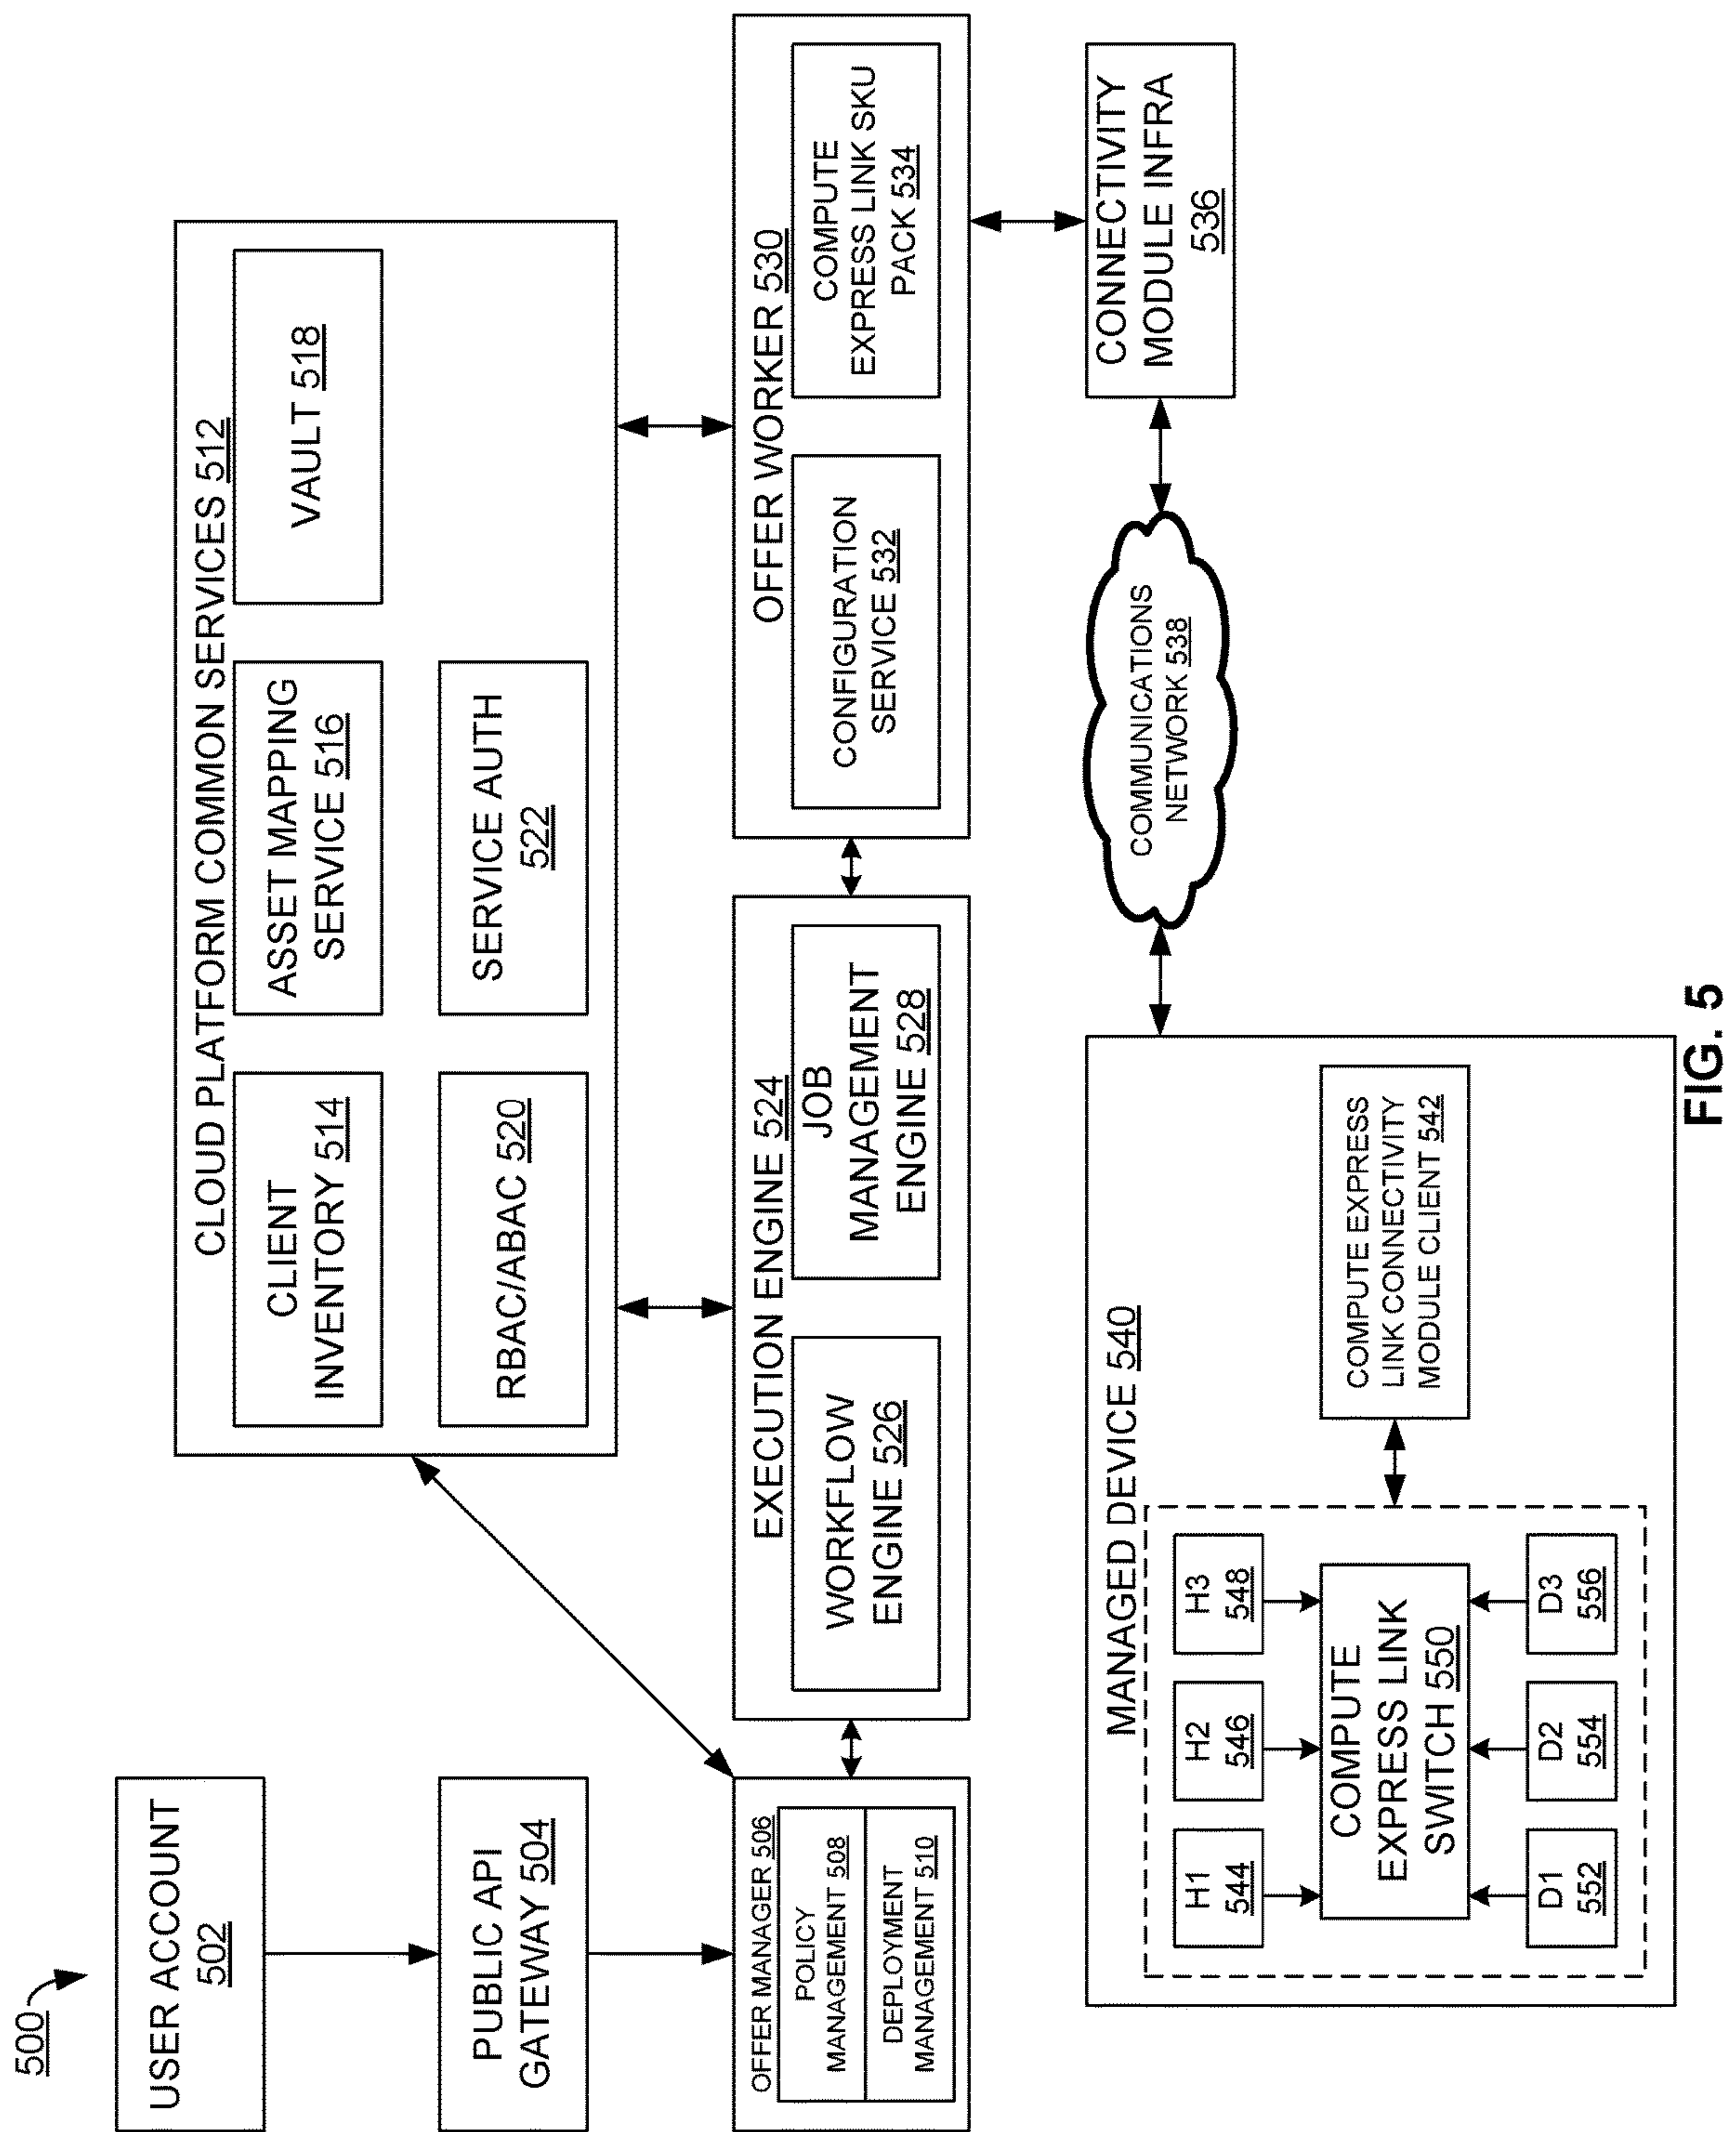 500
USER ACCOUNT
502
PUBLIC API
GATEWAY 504
OFFER MANAGER 506
POLICY
MANAGEMENT 508
DEPLOYMENT
MANAGEMENT 510
CLOUD PLATFORM COMMON SERVICES 512
CLIENT
INVENTORY 514
ASSET MAPPING
SERVICE 516
VAULT 518
RBAC/ABAC 520
SERVICE AUTH
522
EXECUTION ENGINE 524
WORKFLOW
ENGINE 526
JOB
MANAGEMENT
ENGINE 528
OFFER WORKER 530
CONFIGURATION
SERVICE 532
COMPUTE
EXPRESS LINK SKU
PACK 534
CONNECTIVITY
MODULE INFRA
536
COMMUNICATIONS
NETWORK 538
MANAGED DEVICE 540
COMPUTE EXPRESS
LINK CONNECTIVITY
MODULE CLIENT 542
H1
544
H2
546
H3
548
COMPUTE
EXPRESS LINK
SWITCH 550
D1
552
D2
554
D3
556
FIG. 5